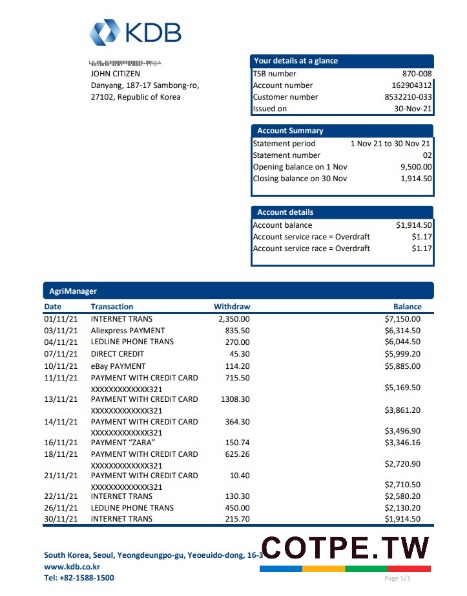 KDB
JOHN CITIZEN
Danyang, 187-17 Sambong-ro,
27102, Republic of Korea
Your details at a glance
TSB number 870-008
Account number 162904312
Customer number 8532210-033
Issued on 30-Nov-21
Account Summary
Statement period 1 Nov 21 to 30 Nov 21
Statement number 02
Opening balance on 1 Nov 9,500.00
Closing balance on 30 Nov 1,914.50
Account details
Account balance $1,914.50
Account service race = Overdraft $1.17
Account service race = Overdraft $1.17
AgriManager
Date Transaction Withdraw Balance
01/11/21 INTERNET TRANS 2,350.00 $7,150.00
03/11/21 Aliexpress PAYMENT 835.50 $6,314.50
04/11/21 LEDLINE PHONE TRANS 270.00 $6,044.50
07/11/21 DIRECT CREDIT 45.30 $5,999.20
10/11/21 eBay PAYMENT 114.20 $5,885.00
11/11/21 PAYMENT WITH CREDIT CARD 715.50
XXXXXXXXXXXXX321 $5,169.50
13/11/21 PAYMENT WITH CREDIT CARD 1308.30
XXXXXXXXXXXXX321 $3,861.20
14/11/21 PAYMENT WITH CREDIT CARD 364.30
XXXXXXXXXXXXX321 $3,496.90
16/11/21 PAYMENT "ZARA" 150.74 $3,346.16
18/11/21 PAYMENT WITH CREDIT CARD 625.26
XXXXXXXXXXXXX321 $2,720.90
21/11/21 PAYMENT WITH CREDIT CARD 10.40
XXXXXXXXXXXXX321 $2,710.50
22/11/21 INTERNET TRANS 130.30 $2,580.20
26/11/21 LEDLINE PHONE TRANS 450.00 $2,130.20
30/11/21 INTERNET TRANS 215.70 $1,914.50
South Korea, Seoul, Yeongdeungpo-gu, Yeoeuido-dong, 16-3
COTPE.TW
www.kdb.co.kr
Tel: +82-1588-1500
Page 1/1